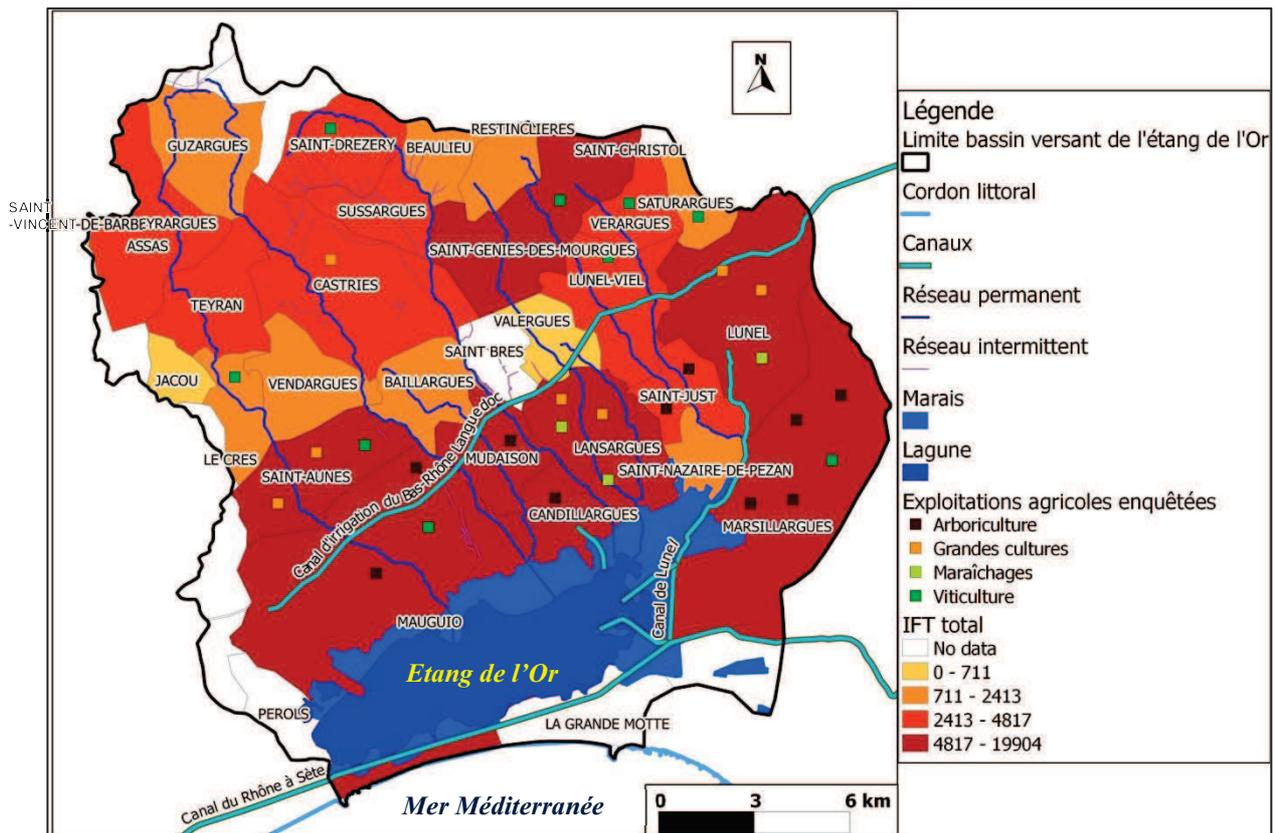 N
RESTINCLIERES
GUZARGUES
SAINT-DREZERY
BEAULIEU
SAINT-CHRISTOL
SAINT
-VINCENT-DE-BARBEYRARGUES
SUSSARGUES
SATURARGUES
VERARGUES
ASSAS
SAINT-GENIES-DES-MOURGUES
CASTRIES
LUNEL-VIEL
TEYRAN
VALERGUES
LUNEL
SAINT BRES
JACOU
VENDARGUES
BAILLARGUES
SAINT-JUST
LANSARGUES
LE CRES
MUDAISON
SAINT-AUNES
SAINT-NAZAIRE-DE-PEZAN
CANDILLARGUES
MARSILLARGUES
Canal d'irrigation du Bas-Rhône Languedoc
Canal de Lunel
MAUGUIO
Etang de l'Or
PEROLS
LA GRANDE MOTTE
Canal du Rhône à Sète
Mer Méditerranée
0 3 6 km
Légende
Limite bassin versant de l'étang de l'Or
Cordon littoral
Canaux
Réseau permanent
Réseau intermittent
Marais
Lagune
Exploitations agricoles enquêtées
Arboriculture
Grandes cultures
Maraîchages
Viticulture
IFT total
No data
0 - 711
711 - 2413
2413 - 4817
4817 - 19904